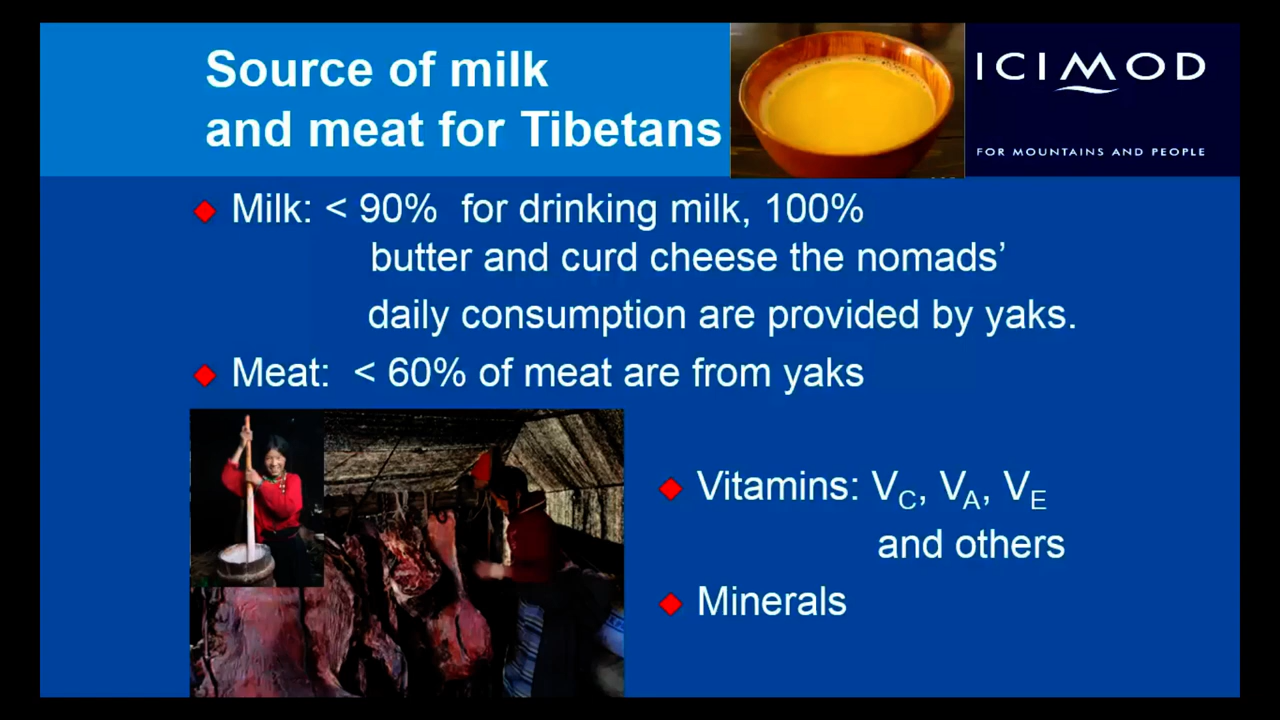 Source of milk
and meat for Tibetans
ICIMOD
FOR MOUNTAINS AND PEOPLE
Milk: < 90%  for drinking milk, 100%
butter and curd cheese the nomads’
daily consumption are provided by yaks.
Meat:  < 60% of meat are from yaks
Vitamins: VC, VA, VE
and others
Minerals